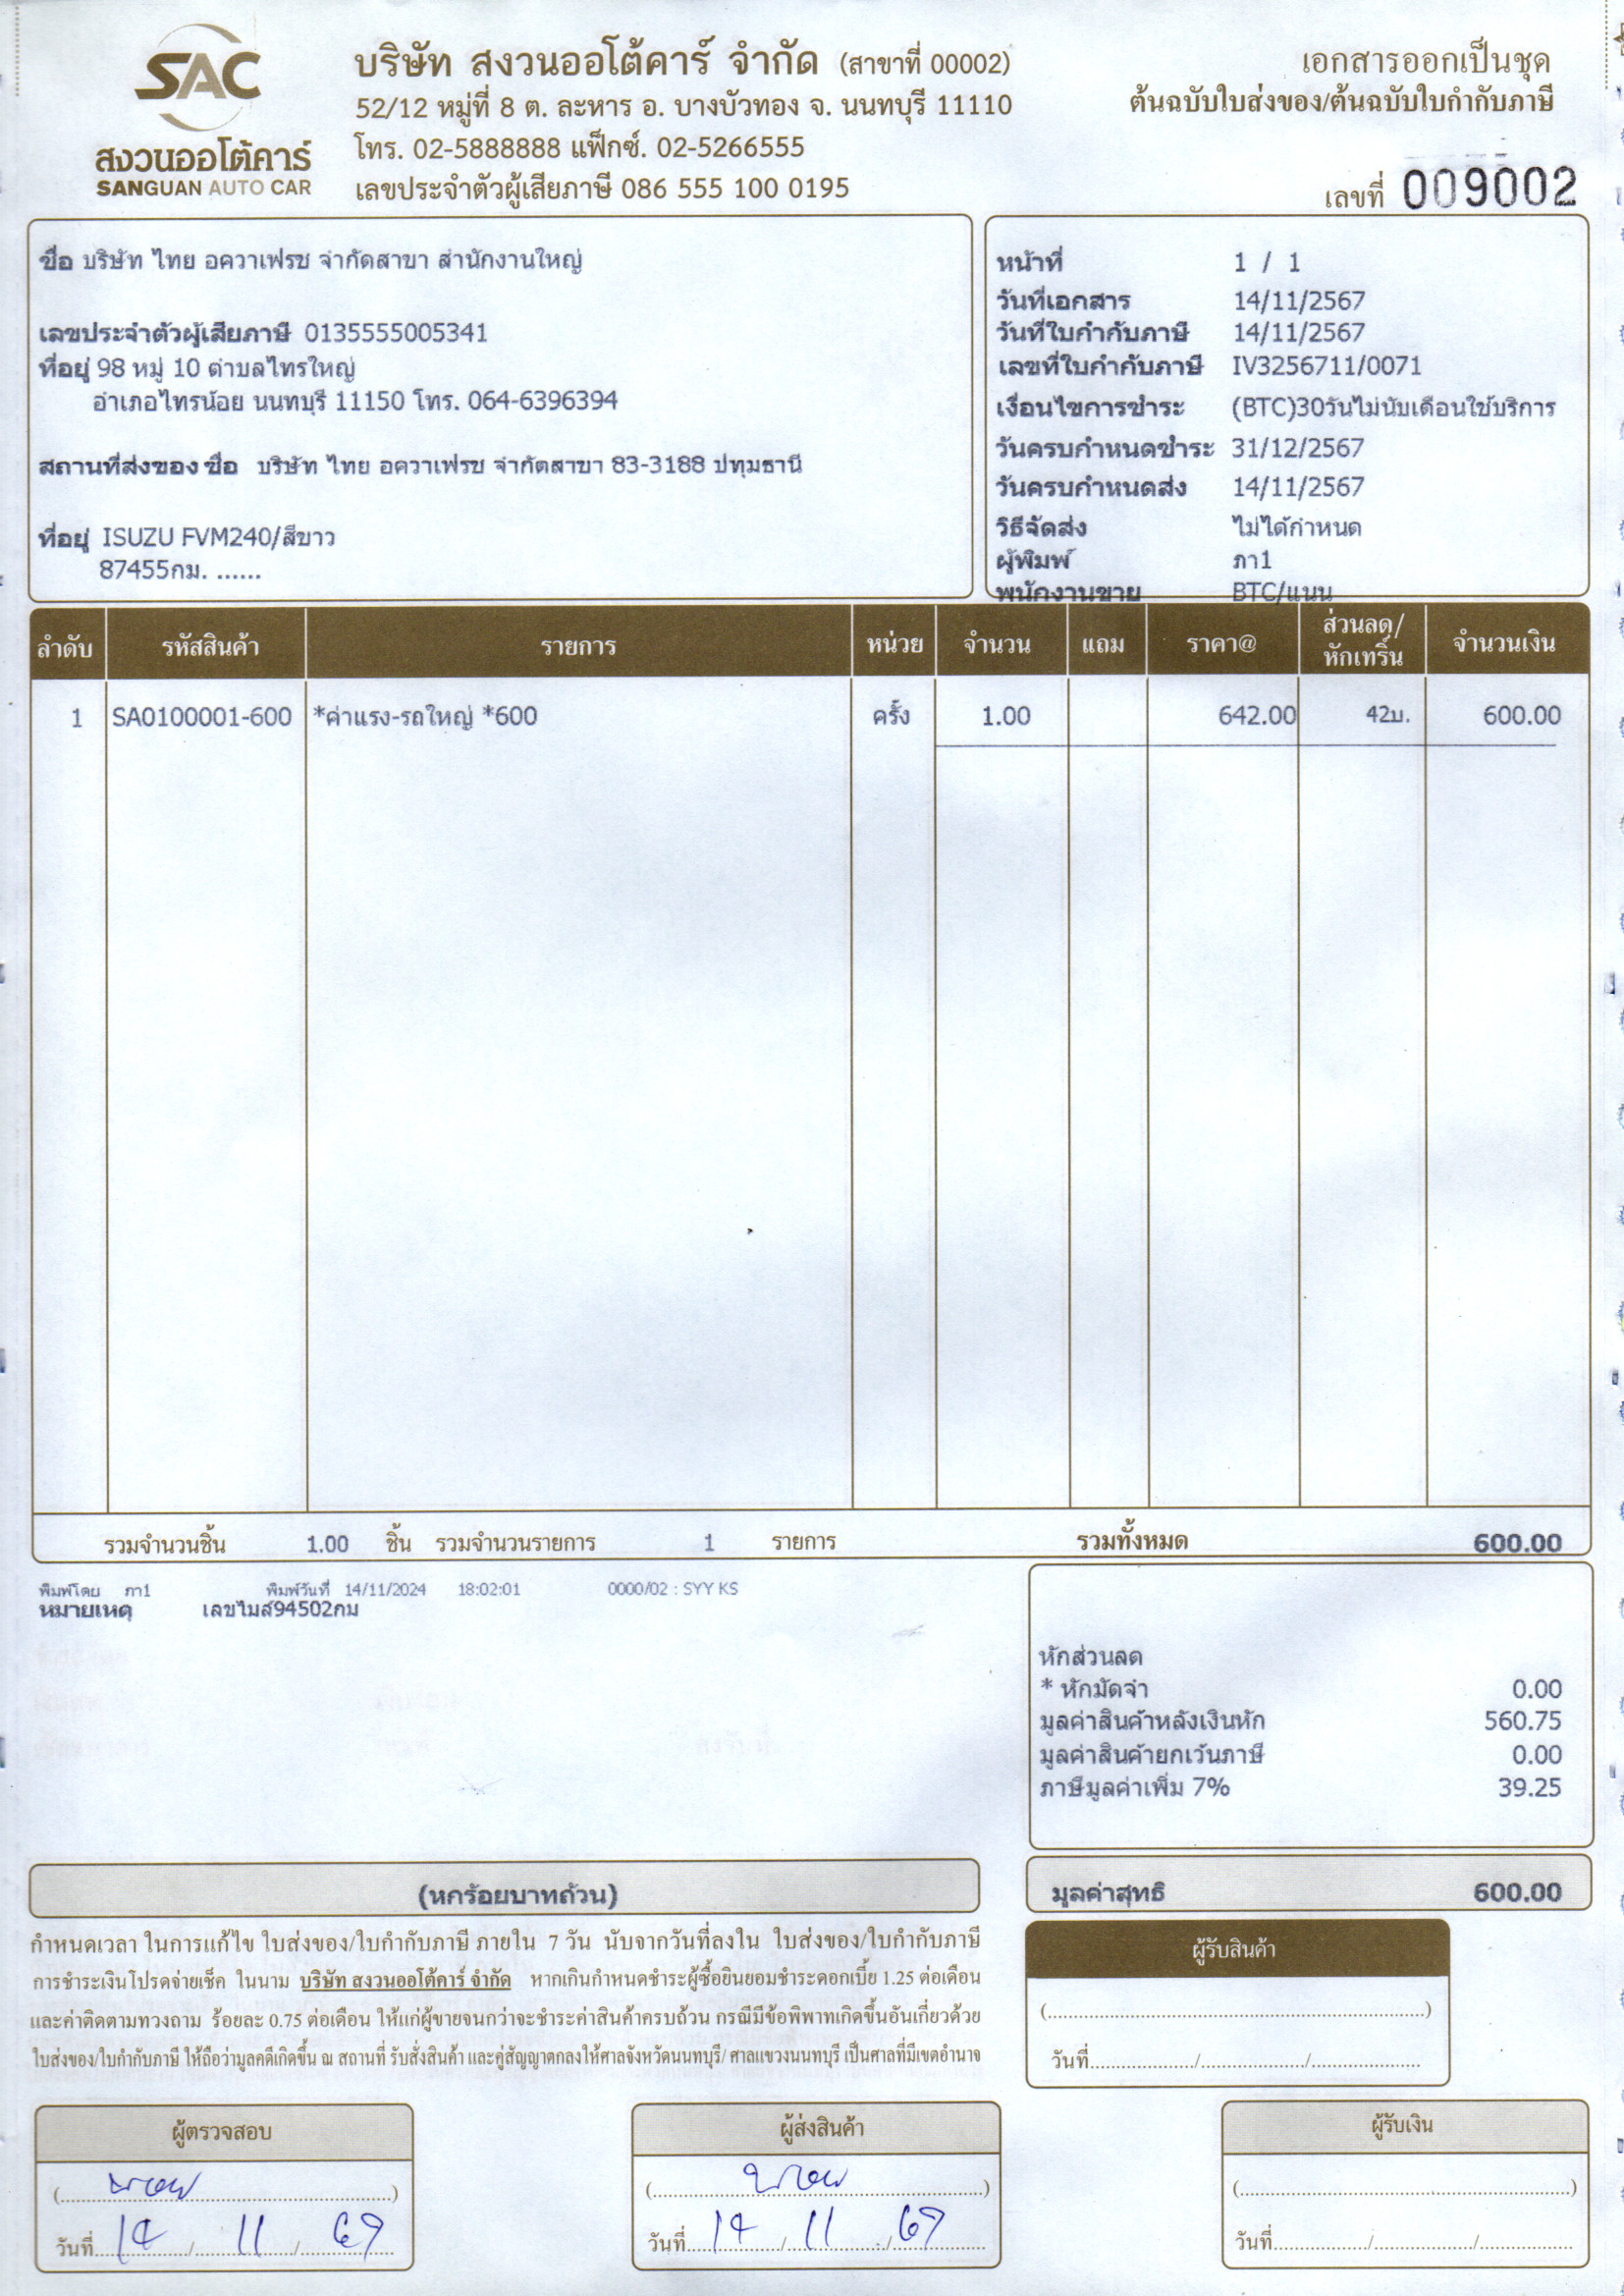 SAC
สงวนออโต้คาร์
SANGUAN AUTO CAR
บริษัท สงวนออโต้คาร์ จำกัด (สาขาที่ 00002)
52/12 หมู่ที่ 8 ต. ละหาร อ. บางบัวทอง จ. นนทบุรี 11110
โทร. 02-5888888 แฟ็กซ์. 02-5266555
เลขประจำตัวผู้เสียภาษี 086 555 100 0195
เอกสารออกเป็นชุด
ต้นฉบับใบส่งของ/ต้นฉบับใบกำกับภาษี
เลขที่ 009002
ชื่อ บริษัท ไทย อควาเฟรช จำกัดสาขา สำนักงานใหญ่
เลขประจำตัวผู้เสียภาษี 0135555005341
ที่อยู่ 98 หมู่ 10 ตำบลไทรใหญ่
อำเภอไทรน้อย นนทบุรี 11150 โทร. 064-6396394
สถานที่ส่งของ ชื่อ บริษัท ไทย อควาเฟรช จำกัดสาขา 83-3188 ปทุมธานี
ที่อยู่ ISUZU FVM240/สีขาว
87455กม. ......
หน้าที่ 1 / 1
วันที่เอกสาร 14/11/2567
วันที่ใบกำกับภาษี 14/11/2567
เลขที่ใบกำกับภาษี IV3256711/0071
เงื่อนไขการชำระ (BTC)30วันไม่นับเดือนใช้บริการ
วันครบกำหนดชำระ 31/12/2567
วันครบกำหนดส่ง 14/11/2567
วิธีจัดส่ง ไม่ได้กำหนด
ผู้พิมพ์ ภา1
พนักงานขาย BTC/แนน
ลำดับ รหัสสินค้า รายการ หน่วย จำนวน แถม ราคา@ ส่วนลด/หักเทริ์น จำนวนเงิน
1 SA0100001-600 *ค่าแรง-รถใหญ่ *600 ครั้ง 1.00 642.00 42บ. 600.00
รวมจำนวนชิ้น 1.00 ชิ้น รวมจำนวนรายการ 1 รายการ รวมทั้งหมด 600.00
พิมพ์โดย ภา1 พิมพ์วันที่ 14/11/2024 18:02:01 0000/02 : SYY KS
หมายเหตุ เลขไมล์94502กม
หักส่วนลด
* หักมัดจำ 0.00
มูลค่าสินค้าหลังเงินหัก 560.75
มูลค่าสินค้ายกเว้นภาษี 0.00
ภาษีมูลค่าเพิ่ม 7% 39.25
(หกร้อยบาทถ้วน)
มูลค่าสุทธิ 600.00
กำหนดเวลา ในการแก้ไข ใบส่งของ/ใบกำกับภาษี ภายใน 7 วัน นับจากวันที่ลงใน ใบส่งของ/ใบกำกับภาษี
การชำระเงินโปรดจ่ายเช็ค ในนาม บริษัท สงวนออโต้คาร์ จำกัด หากเกินกำหนดชำระผู้ซื้อยินยอมชำระดอกเบี้ย 1.25 ต่อเดือน
และค่าติดตามทวงถาม ร้อยละ 0.75 ต่อเดือน ให้แก่ผู้ขายจนกว่าจะชำระค่าสินค้าครบถ้วน กรณีมีข้อพิพาทเกิดขึ้นอันเกี่ยวด้วย
ใบส่งของ/ใบกำกับภาษี ให้ถือว่ามูลคดีเกิดขึ้น ณ สถานที่ รับสั่งสินค้า และคู่สัญญาตกลงให้ศาลจังหวัดนนทบุรี/ ศาลแขวงนนทบุรี เป็นศาลที่มีเขตอำนาจ
ผู้รับสินค้า
วันที่
ผู้ตรวจสอบ
วันที่ 14 / 11 / 67
ผู้ส่งสินค้า
วันที่ 14 / 11 / 67
ผู้รับเงิน
วันที่